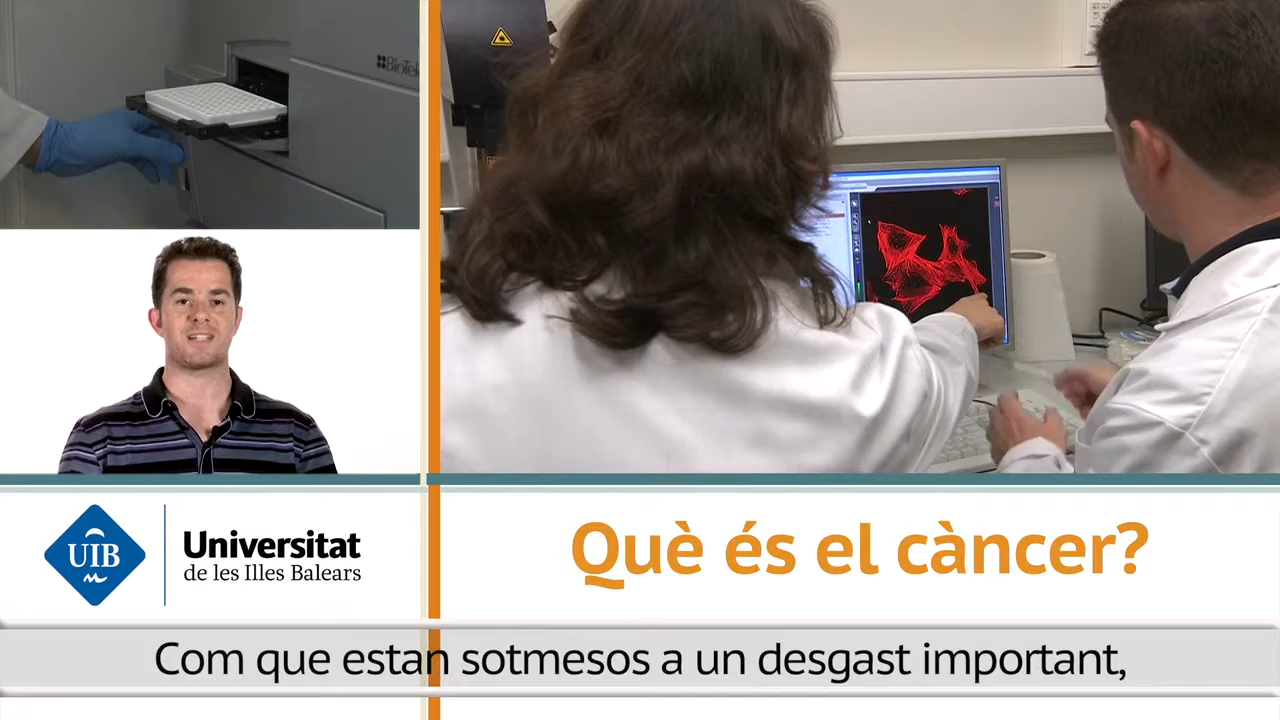 BioTek
UIB
Universitat
de les Illes Balears
Què és el càncer?
Com que estan sotmesos a un desgast important,